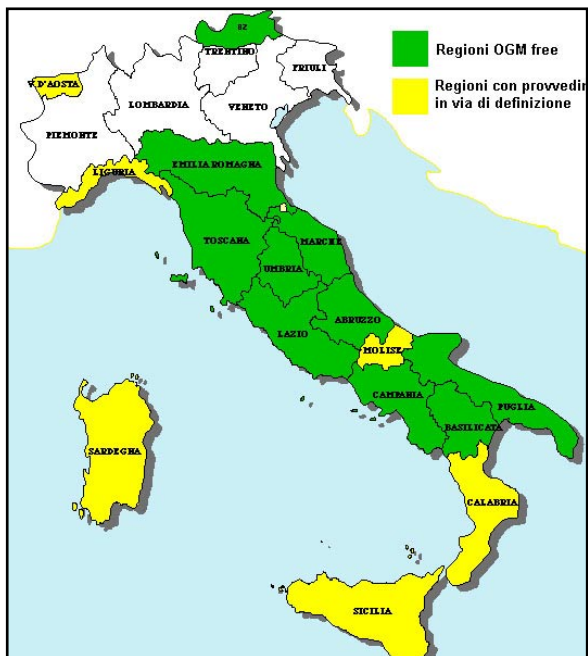 BZ
Regioni OGM free
TRENTINO
FRIULI
V. D'AOSTA
Regioni con provvedim
in via di definizione
LOMBARDIA
VENETO
PIEMONTE
EMILIA ROMAGNA
LIGURIA
TOSCANA
MARCHE
UMBRIA
ABRUZZO
LAZIO
MOLISE
CAMPANIA
PUGLIA
BASILICATA
SARDEGNA
CALABRIA
SICILIA